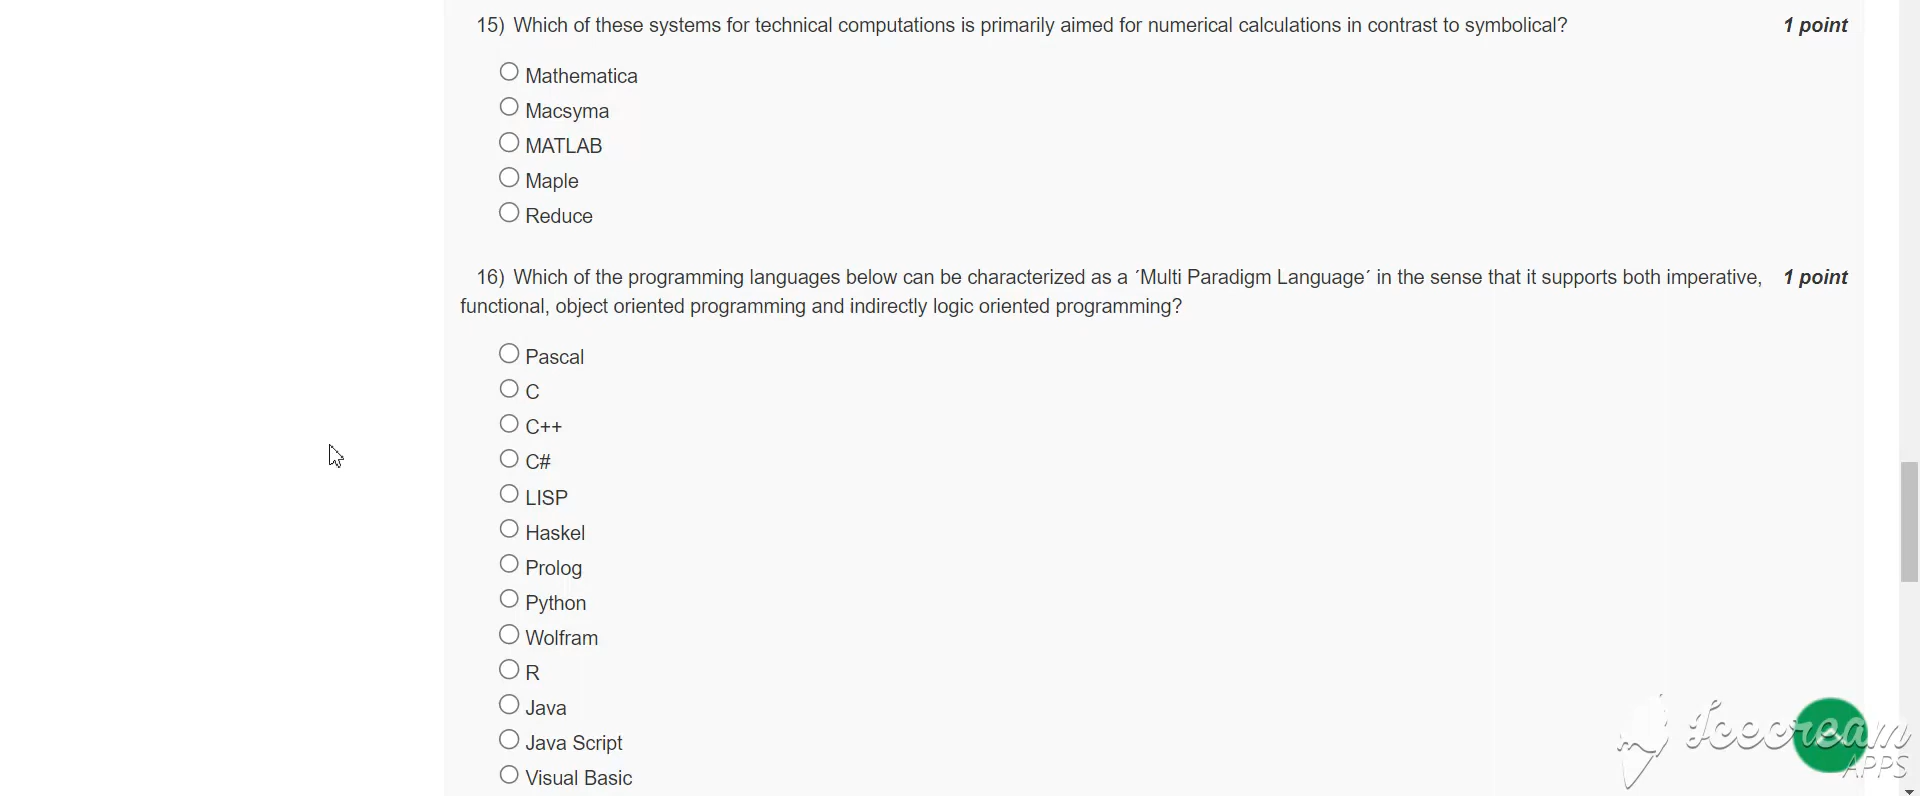 15) Which of these systems for technical computations is primarily aimed for numerical calculations in contrast to symbolical? 1 point
Mathematica
Macsyma
MATLAB
Maple
Reduce
16) Which of the programming languages below can be characterized as a ´Multi Paradigm Language´ in the sense that it supports both imperative, 1 point
functional, object oriented programming and indirectly logic oriented programming?
Pascal
C
C++
C#
LISP
Haskel
Prolog
Python
Wolfram
R
Java
Java Script
Visual Basic
Icecream
APPS